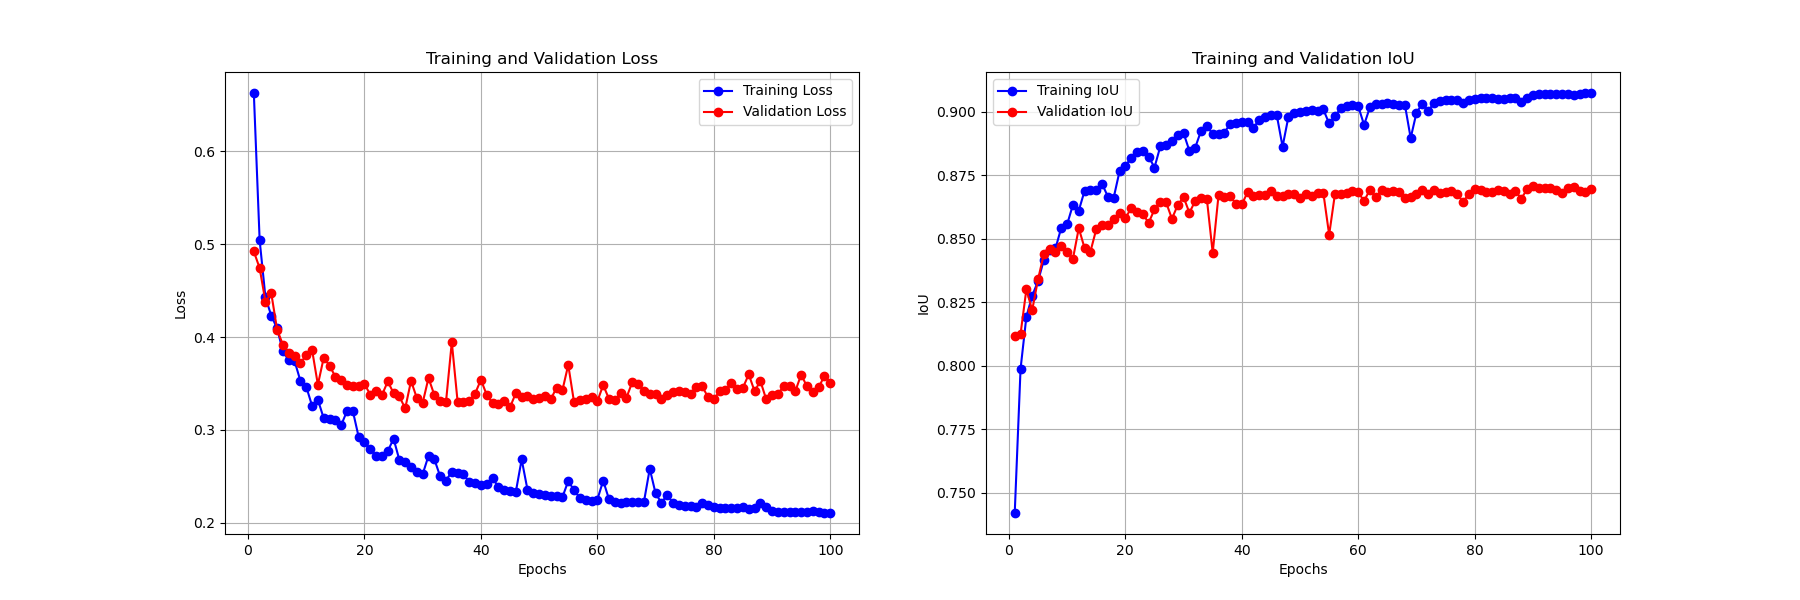 Training and Validation Loss
Training Loss
Validation Loss
0.6
0.5
0.4
0.3
0.2
Loss
0
20
40
60
80
100
Epochs
Training and Validation IoU
Training IoU
Validation IoU
0.900
0.875
0.850
0.825
0.800
0.775
0.750
IoU
0
20
40
60
80
100
Epochs